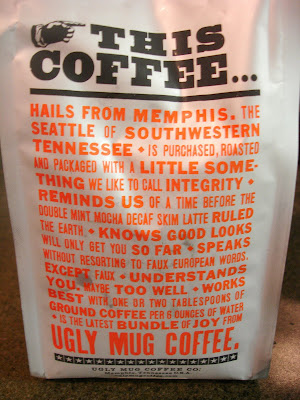 THIS
COFFEE...
HAILS FROM MEMPHIS. THE
SEATTLE OF SOUTHWESTERN
TENNESSEE • IS PURCHASED, ROASTED
AND PACKAGED WITH A LITTLE SOME-
THING WE LIKE TO CALL INTEGRITY •
REMINDS US OF A TIME BEFORE THE
DOUBLE MINT, MOCHA DECAF SKIM LATTE RULED
THE EARTH. • KNOWS GOOD LOOKS
WILL ONLY GET YOU SO FAR • SPEAKS
WITHOUT RESORTING TO FAUX EUROPEAN WORDS.
EXCEPT FAUX • UNDERSTANDS
YOU. MAYBE TOO WELL • WORKS
BEST WITH ONE OR TWO TABLESPOONS OF
GROUND COFFEE PER 6 OUNCES OF WATER
• IS THE LATEST BUNDLE OF JOY FROM
UGLY MUG COFFEE.
UGLY MUG COFFEE CO.